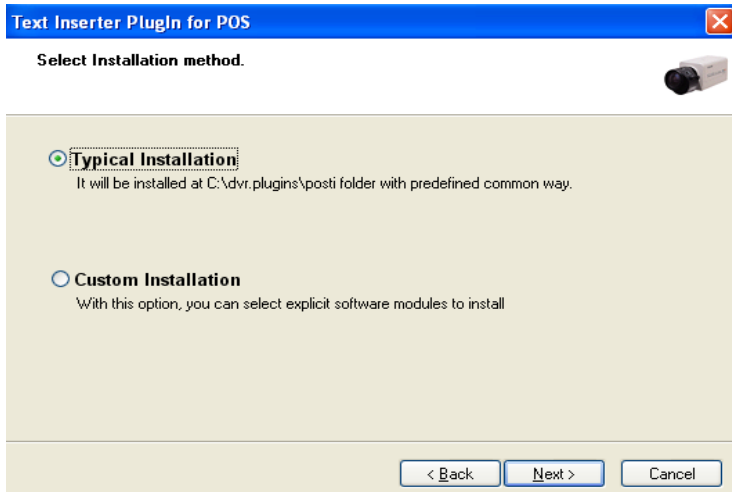 Text Inserter PlugIn for POS
Select Installation method.
Typical Installation
It will be installed at C:\dvr.plugins\posti folder with predefined common way.
Custom Installation
With this option, you can select explicit software modules to install
< Back Next > Cancel